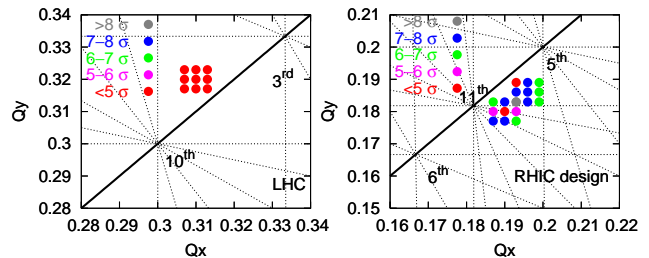 0.34
0.33
0.32
0.31
0.3
0.29
0.28
Qy
>8 σ
7–8 σ
6–7 σ
5–6 σ
<5 σ
3rd
10th
LHC
0.28 0.29 0.3 0.31 0.32 0.33 0.34
Qx
0.21
0.2
0.19
0.18
0.17
0.16
0.15
Qy
>8 σ
7–8 σ
6–7 σ
5–6 σ
<5 σ
5th
11th
6th
RHIC design
0.16 0.17 0.18 0.19 0.20 0.21 0.22
Qx